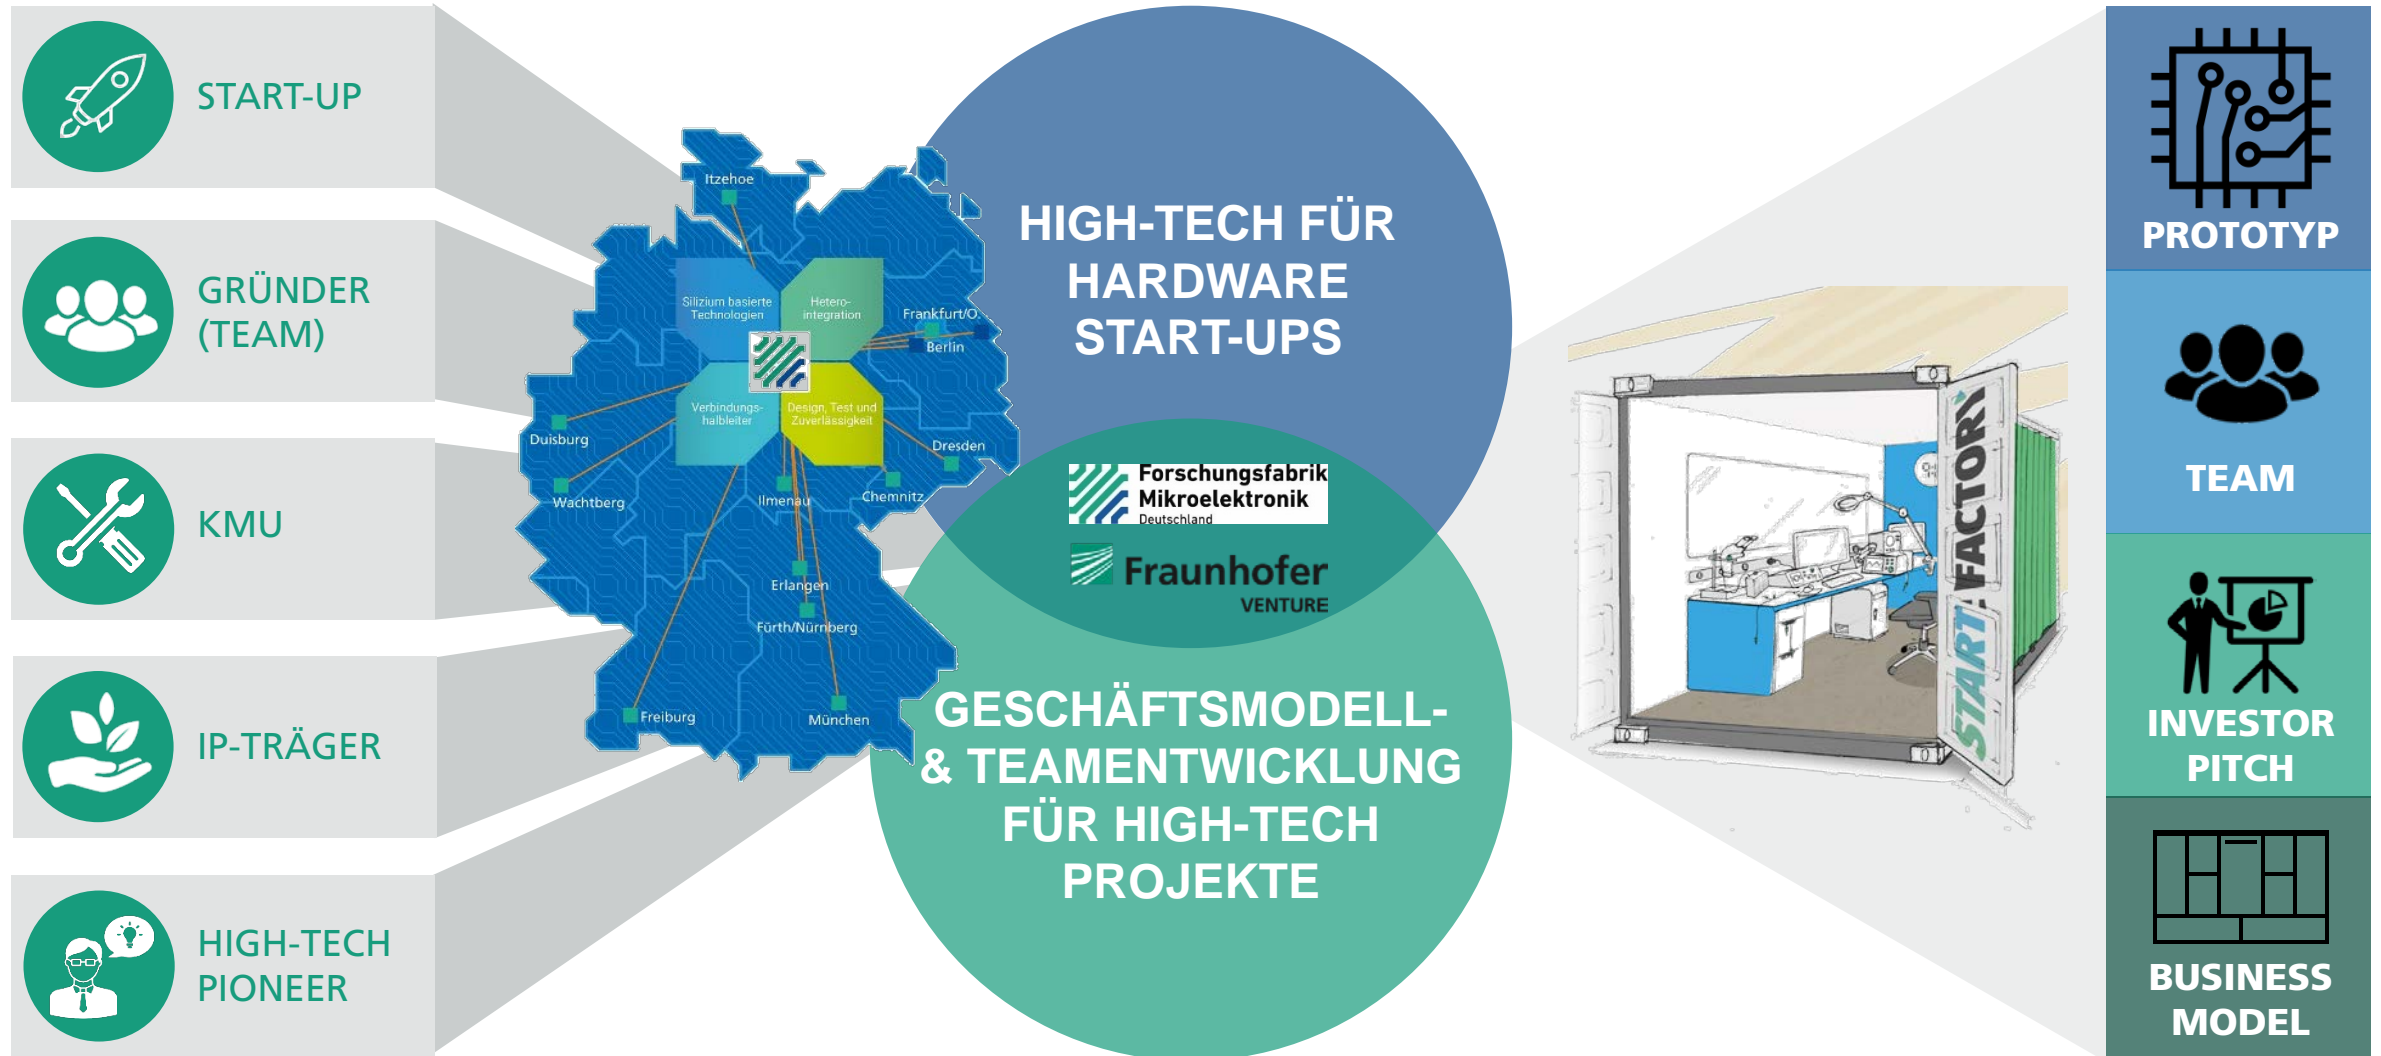 START-UP
GRÜNDER
(TEAM)
KMU
IP-TRÄGER
HIGH-TECH
PIONEER
Itzehoe
Silizium basierte
Technologien
Hetero-
integration
Frankfurt/O.
Berlin
Verbindungs-
halbleiter
Design, Test und
Zuverlässigkeit
Duisburg
Dresden
Wachtberg
Ilmenau
Chemnitz
Erlangen
Fürth/Nürnberg
Freiburg
München
HIGH-TECH FÜR
HARDWARE
START-UPS
Forschungsfabrik
Mikroelektronik
Deutschland
Fraunhofer
VENTURE
GESCHÄFTSMODELL-
& TEAMENTWICKLUNG
FÜR HIGH-TECH
PROJEKTE
STARTFACTORY
PROTOTYP
TEAM
INVESTOR
PITCH
BUSINESS
MODEL